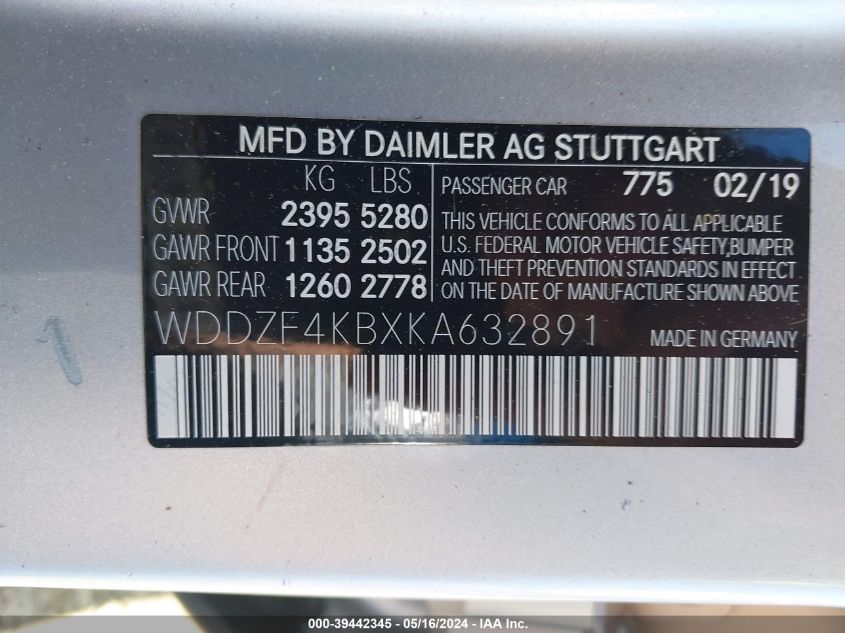 MFD BY DAIMLER AG STUTTGART
KG LBS
GVWR 2395 5280
GAWR FRONT 1135 2502
GAWR REAR 1260 2778
PASSENGER CAR 775 02/19
THIS VEHICLE CONFORMS TO ALL APPLICABLE
U.S. FEDERAL MOTOR VEHICLE SAFETY,BUMPER
AND THEFT PREVENTION STANDARDS IN EFFECT
ON THE DATE OF MANUFACTURE SHOWN ABOVE
WDDZF4KBXKA632891
MADE IN GERMANY
1
000-39442345 - 05/16/2024 - IAA Inc.